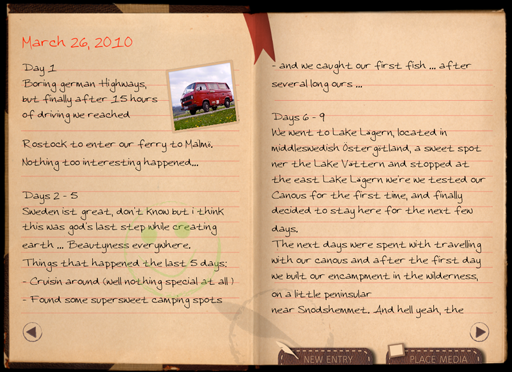 March 26, 2010
Day 1
Boring german Highways,
but finally after 15 hours
of driving we reached
Rostock to enter our ferry to Malmi.
Nothing too interesting happened...
Days 2 - 5
Sweden ist great, don't know but i think
this was god's last step while creating
earth ... Beautyness everywhere.
Things that happened the last 5 days:
- Cruisin around (well nothing special at all )
- Found some supersweet camping spots
- and we caught our first fish ... after
several long ours ...
Days 6 - 9
We went to Lake Lagern, located in
middleswedish Östergötland, a sweet spot
ner the Lake Vattern and stopped at
the east Lake Lagern we're we tested our
Canous for the first time, and finally
decided to stay here for the next few
days.
The next days were spent with travelling
with our canous and after the first day
we built our encampment in the wilderness,
on a little peninsular
near Snodshemmet. And hell yeah, the
NEW ENTRY
PLACE MEDIA